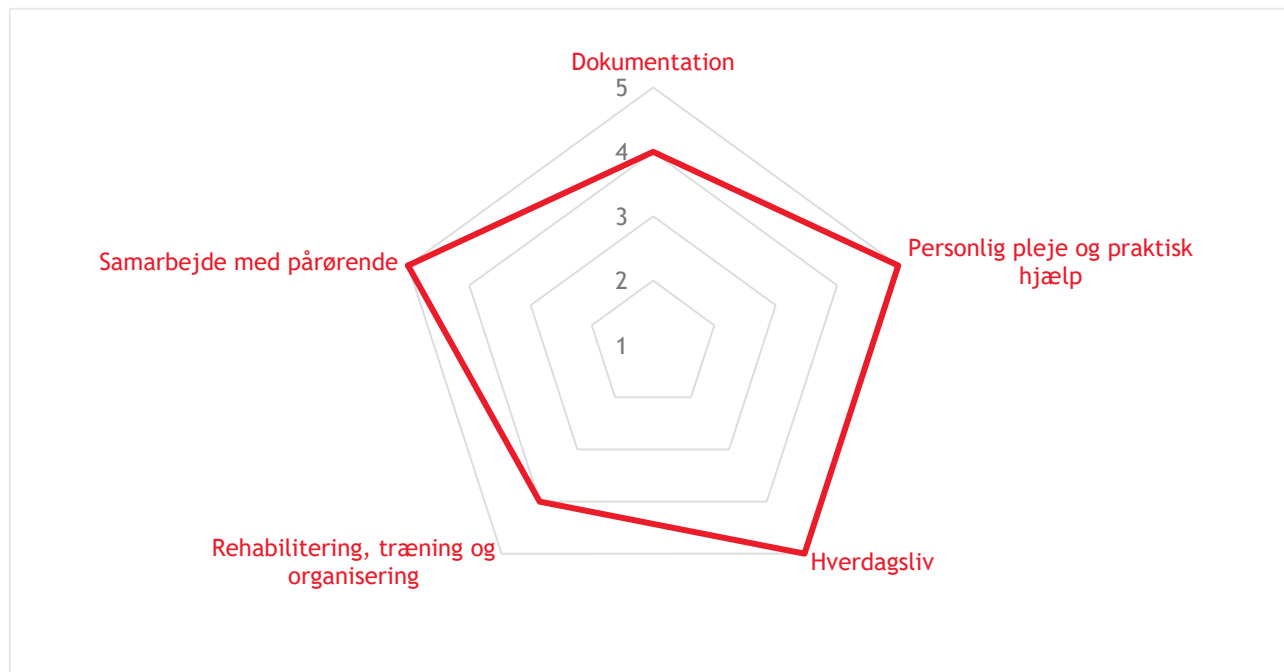 Dokumentation
5
4
3
2
1
Personlig pleje og praktisk
hjælp
Samarbejde med pårørende
Rehabilitering, træning og
organisering
Hverdagsliv